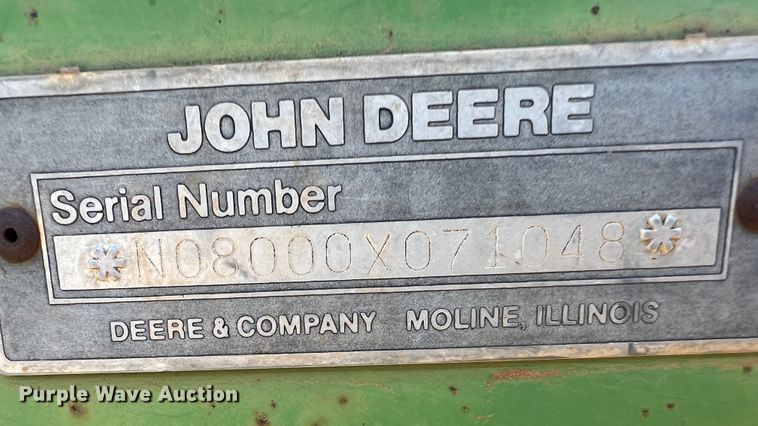 JOHN DEERE
Serial Number
*N08000X071048*
DEERE & COMPANY MOLINE, ILLINOIS
Purple Wave Auction